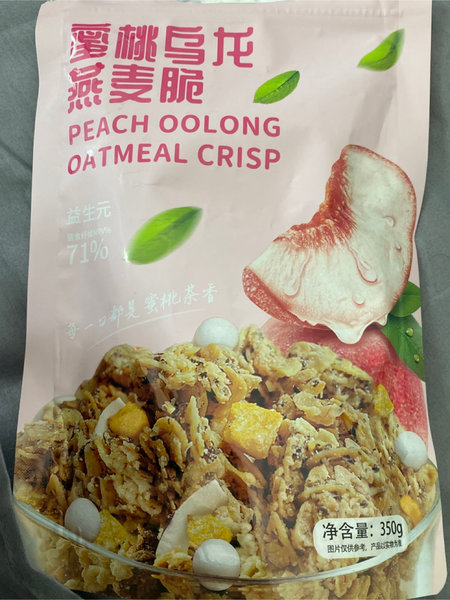 蜜桃乌龙
燕麦脆
PEACH OOLONG
OATMEAL CRISP
益生元
71%
每一口都是蜜桃茶香
净含量：350g
图片仅供参考，产品以实物为准